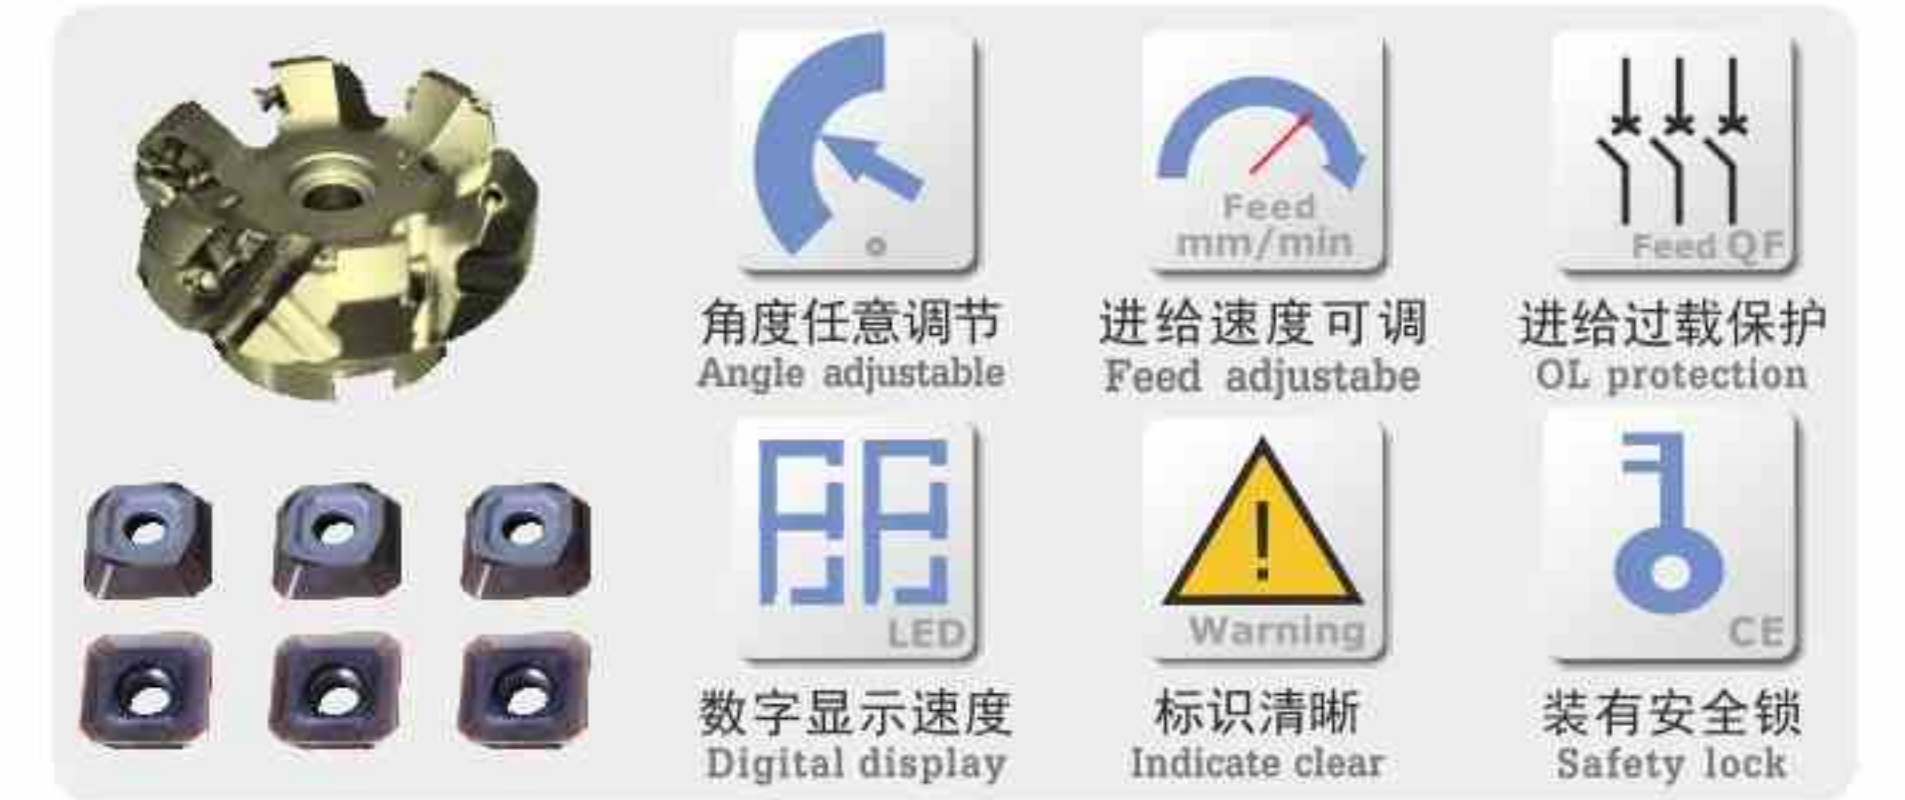 Feed
mm/min
Feed QF
角度任意调节
Angle adjustable
进给速度可调
Feed adjustabe
进给过载保护
OL protection
LED
Warning
CE
数字显示速度
Digital display
标识清晰
Indicate clear
装有安全锁
Safety lock